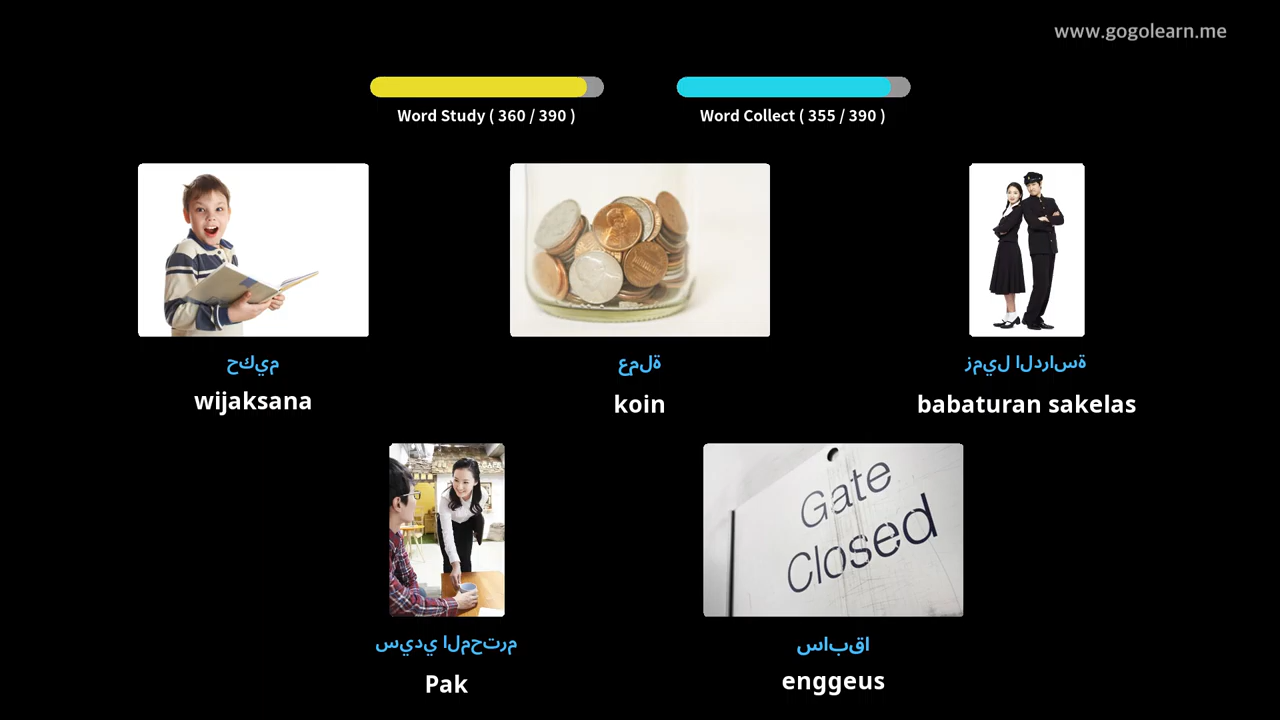 www.gogolearn.me
Word Study ( 360 / 390 )
Word Collect ( 355 / 390 )
حكيم
wijaksana
عملة
koin
زميل الدراسة
babaturan sakelas
Gate
Closed
سيدي المحترم
Pak
سابقا
enggeus